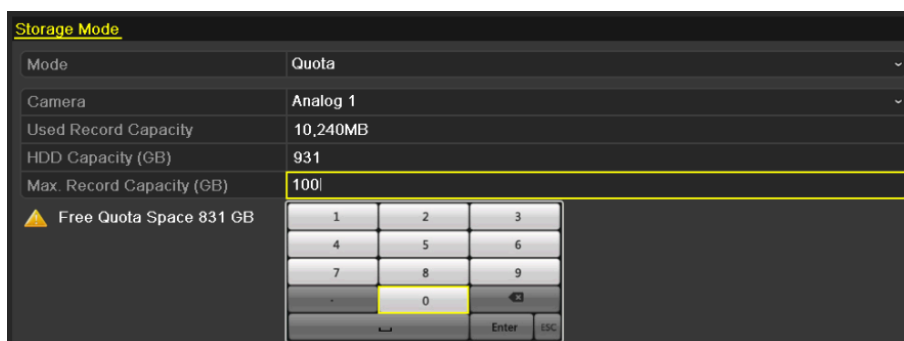 Storage Mode
Mode Quota
Camera Analog 1
Used Record Capacity 10,240MB
HDD Capacity (GB) 931
Max. Record Capacity (GB) 100
Free Quota Space 831 GB
1 2 3
4 5 6
7 8 9
. 0
Enter ESC